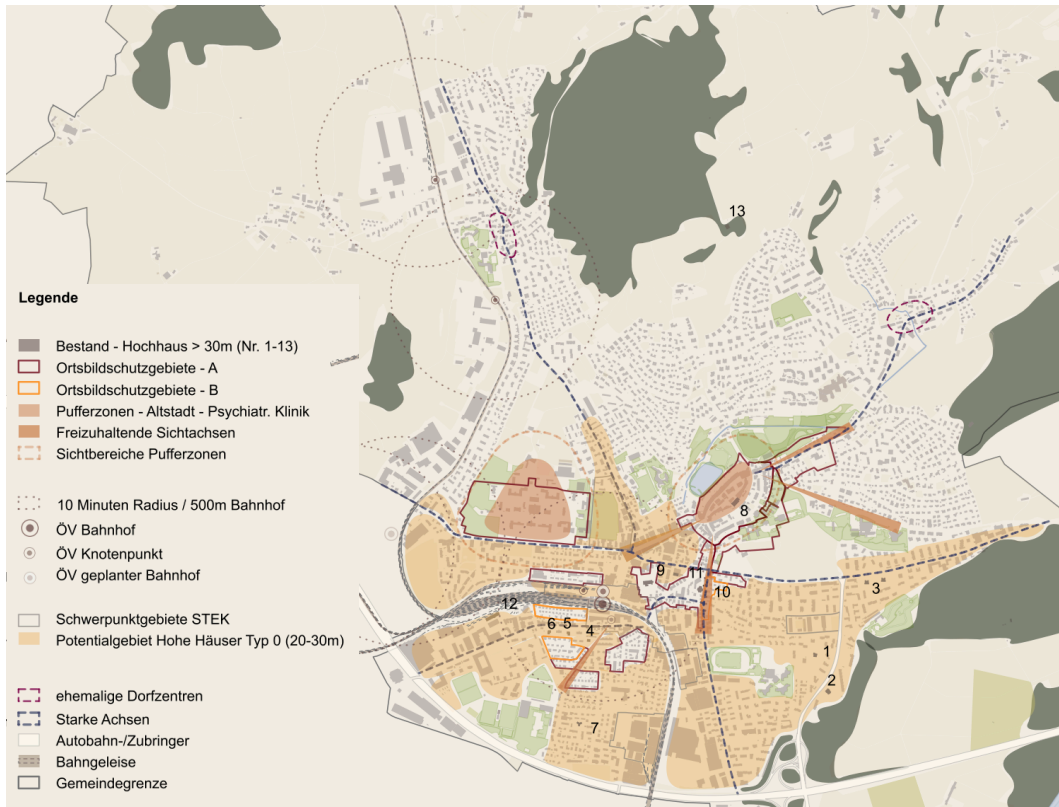 13
Legende
Bestand - Hochhaus > 30m (Nr. 1-13)
Ortsbildschutzgebiete - A
Ortsbildschutzgebiete - B
Pufferzonen - Altstadt - Psychiatr. Klinik
Freizuhaltende Sichtachsen
Sichtbereiche Pufferzonen
10 Minuten Radius / 500m Bahnhof
ÖV Bahnhof
ÖV Knotenpunkt
ÖV geplanter Bahnhof
Schwerpunktgebiete STEK
Potentialgebiet Hohe Häuser Typ 0 (20-30m)
ehemalige Dorfzentren
Starke Achsen
Autobahn-/Zubringer
Bahngeleise
Gemeindegrenze
8
9
11
3
10
12
6
5
4
1
2
7